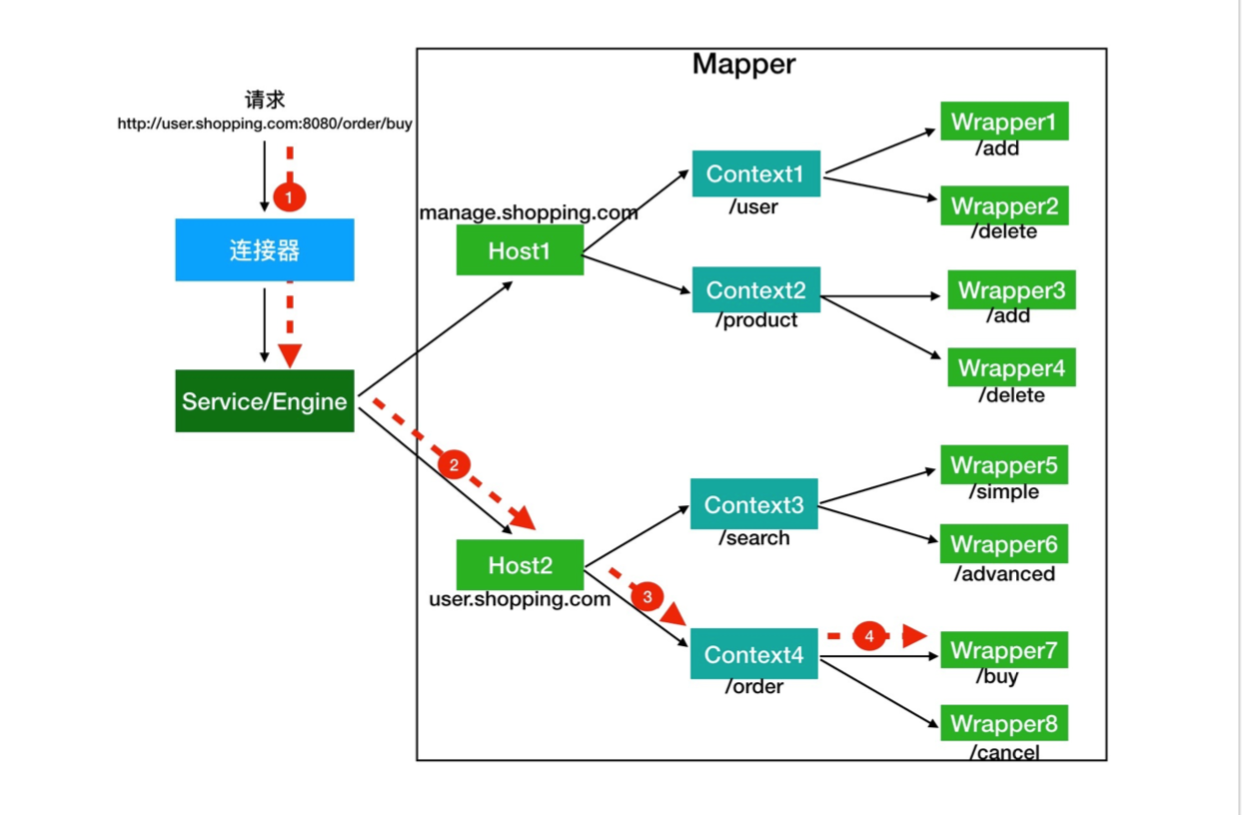 Mapper
请求
http://user.shopping.com:8080/order/buy
1
连接器
Service/Engine
manage.shopping.com
Host1
Context1
/user
Wrapper1
/add
Wrapper2
/delete
Context2
/product
Wrapper3
/add
Wrapper4
/delete
2
Host2
user.shopping.com
Context3
/search
Wrapper5
/simple
Wrapper6
/advanced
3
Context4
/order
4
Wrapper7
/buy
Wrapper8
/cancel